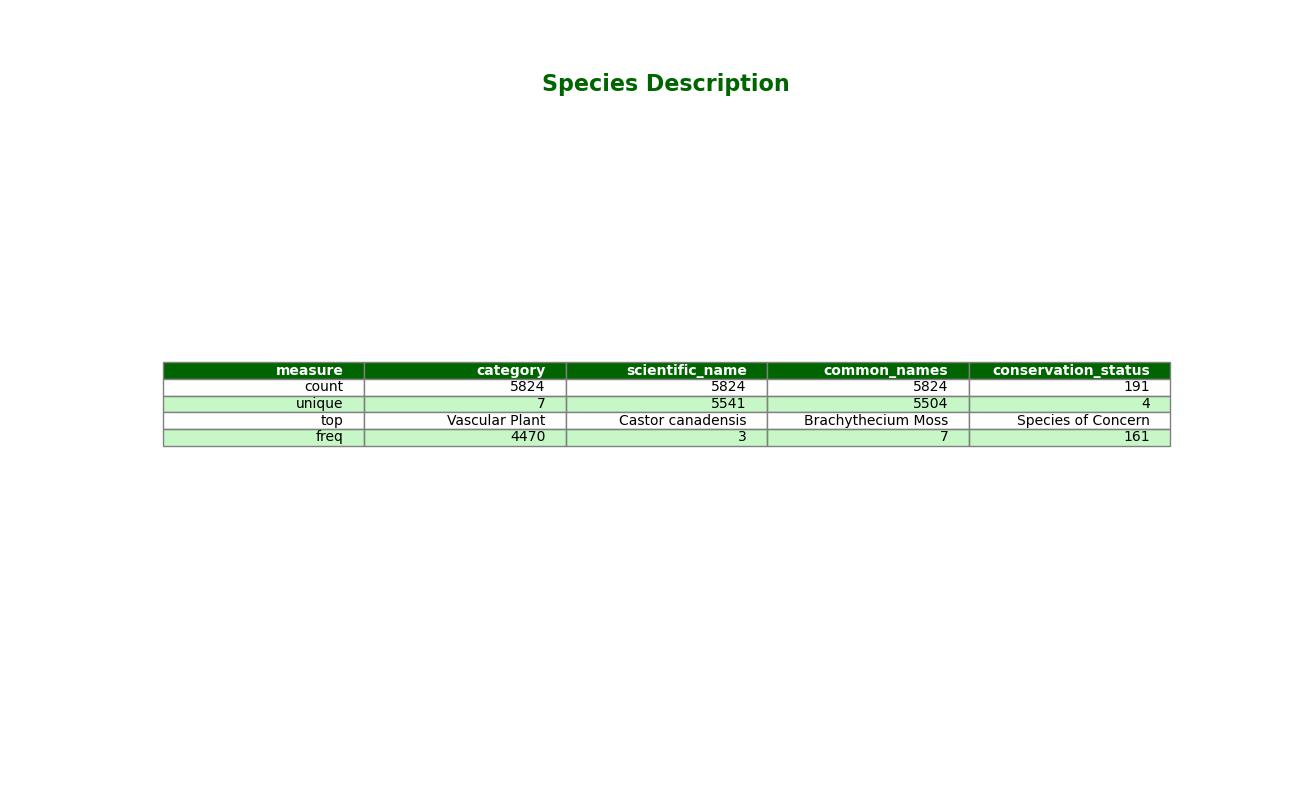 Species Description
measure category scientific_name common_names conservation_status
count 5824 5824 5824 191
unique 7 5541 5504 4
top Vascular Plant Castor canadensis Brachythecium Moss Species of Concern
freq 4470 3 7 161